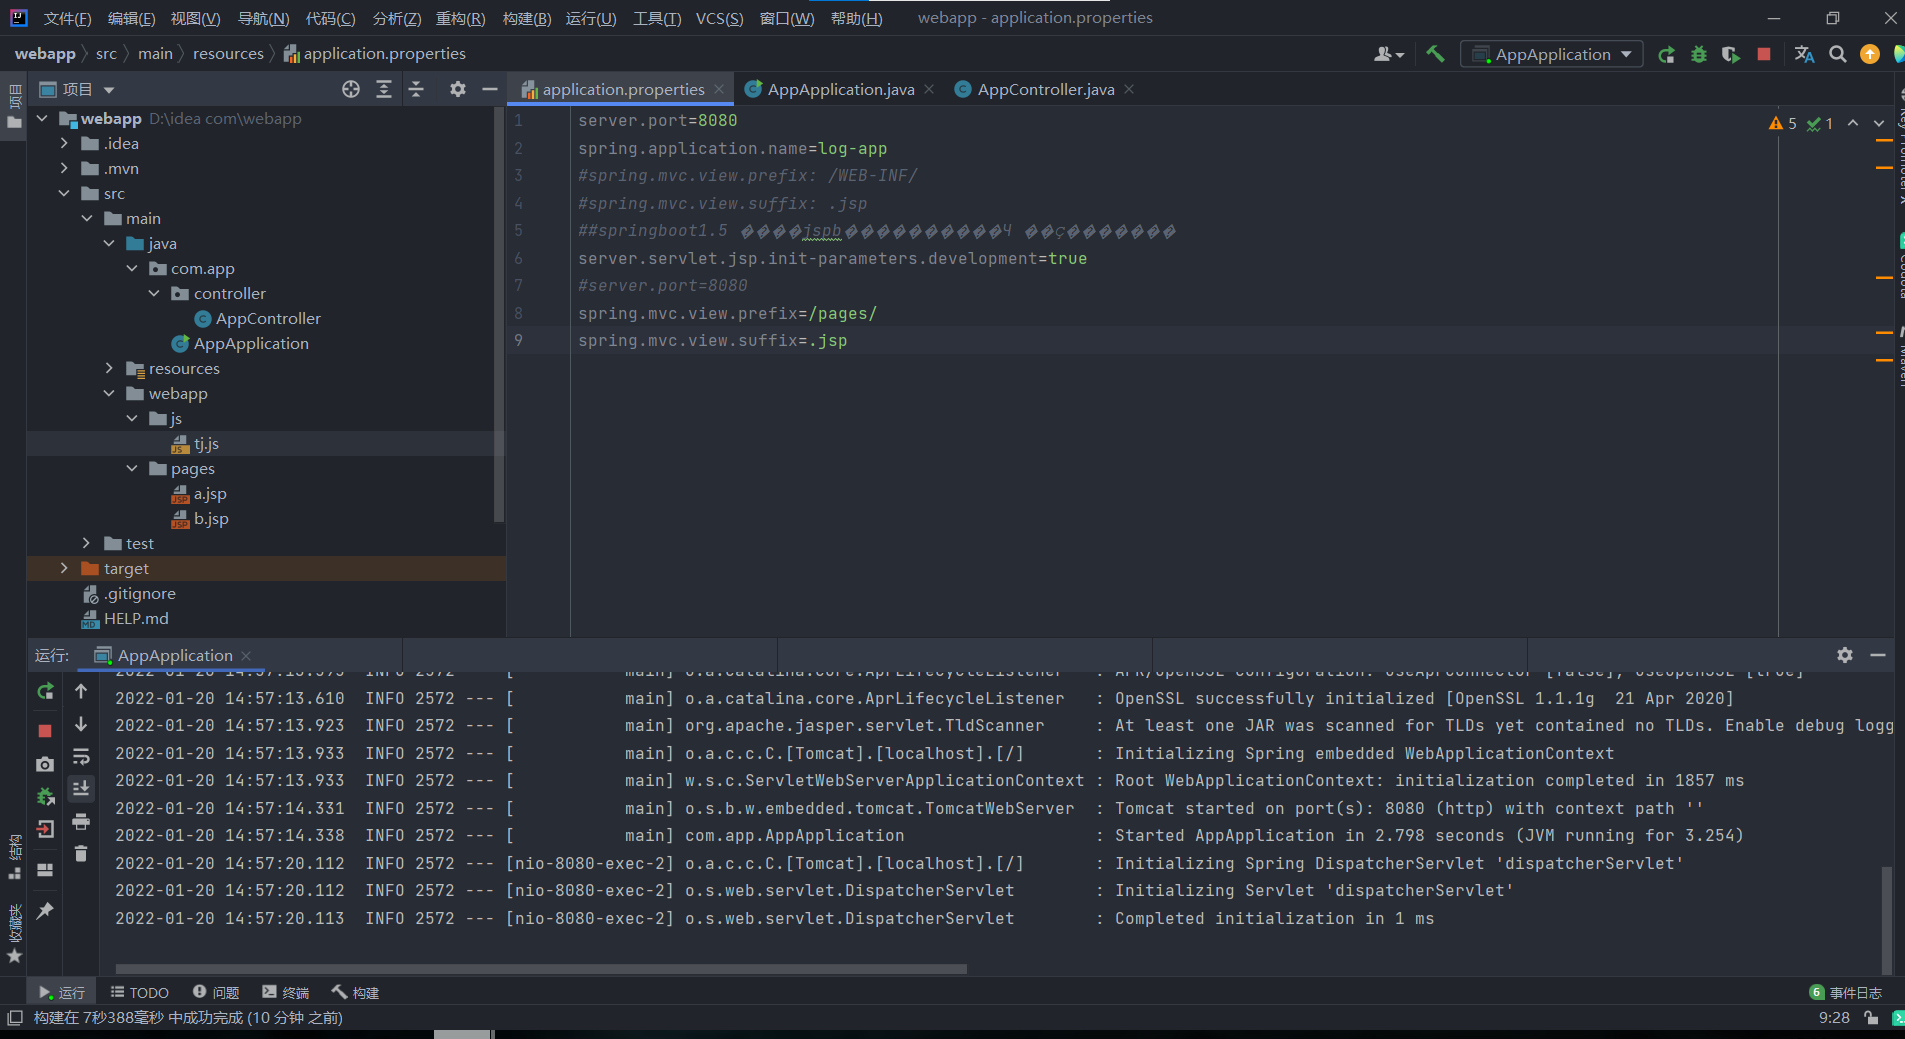 文件(F) 编辑(E) 视图(V) 导航(N) 代码(C) 分析(Z) 重构(R) 构建(B) 运行(U) 工具(T) VCS(S) 窗口(W) 帮助(H) webapp - application.properties
webapp src main resources application.properties
AppApplication
项目
项目
application.properties AppApplication.java AppController.java
webapp D:\idea com\webapp
.idea
.mvn
src
main
java
com.app
controller
AppController
AppApplication
resources
webapp
js
tj.js
pages
a.jsp
b.jsp
test
target
.gitignore
HELP.md
1 server.port=8080
2 spring.application.name=log-app
3 #spring.mvc.view.prefix: /WEB-INF/
4 #spring.mvc.view.suffix: .jsp
5 ##springboot1.5 ����jspb����������Ч ��Ҫ�������
6 server.servlet.jsp.init-parameters.development=true
7 #server.port=8080
8 spring.mvc.view.prefix=/pages/
9 spring.mvc.view.suffix=.jsp
5 1
运行: AppApplication
2022-01-20 14:57:13.610 INFO 2572 --- [ main] o.a.catalina.core.AprLifecycleListener : OpenSSL successfully initialized [OpenSSL 1.1.1g 21 Apr 2020]
2022-01-20 14:57:13.923 INFO 2572 --- [ main] org.apache.jasper.servlet.TldScanner : At least one JAR was scanned for TLDs yet contained no TLDs. Enable debug logg
2022-01-20 14:57:13.933 INFO 2572 --- [ main] o.a.c.c.C.[Tomcat].[localhost].[/] : Initializing Spring embedded WebApplicationContext
2022-01-20 14:57:13.933 INFO 2572 --- [ main] w.s.c.ServletWebServerApplicationContext : Root WebApplicationContext: initialization completed in 1857 ms
2022-01-20 14:57:14.331 INFO 2572 --- [ main] o.s.b.w.embedded.tomcat.TomcatWebServer : Tomcat started on port(s): 8080 (http) with context path ''
2022-01-20 14:57:14.338 INFO 2572 --- [ main] com.app.AppApplication : Started AppApplication in 2.798 seconds (JVM running for 3.254)
2022-01-20 14:57:20.112 INFO 2572 --- [nio-8080-exec-2] o.a.c.c.C.[Tomcat].[localhost].[/] : Initializing Spring DispatcherServlet 'dispatcherServlet'
2022-01-20 14:57:20.112 INFO 2572 --- [nio-8080-exec-2] o.s.web.servlet.DispatcherServlet : Initializing Servlet 'dispatcherServlet'
2022-01-20 14:57:20.113 INFO 2572 --- [nio-8080-exec-2] o.s.web.servlet.DispatcherServlet : Completed initialization in 1 ms
结构
收藏夹
运行 TODO 问题 终端 构建 6 事件日志
构建在 7秒388毫秒 中成功完成 (10 分钟 之前) 9:28